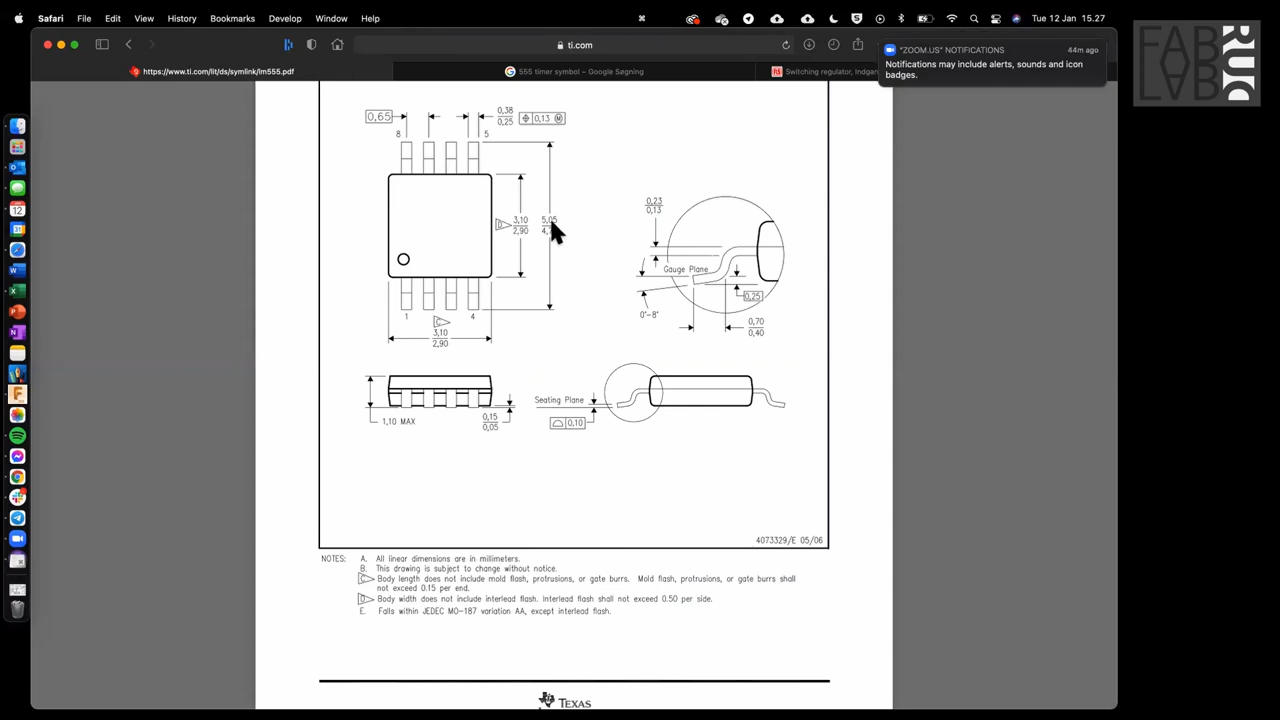 Safari File Edit View History Bookmarks Develop Window Help
Tue 12 Jan 15.27
ti.com
https://www.ti.com/lit/ds/symlink/lm555.pdf
555 timer symbol – Google Søgning
Switching regulator, Indgan
"ZOOM.US" NOTIFICATIONS
44m ago
Notifications may include alerts, sounds and icon
badges.
FAB
LAB
RUC
0,65
0,38
0,25
0,13 M
8
5
3,10
2,90
5,05
D
1
4
C
3,10
2,90
0,23
0,13
Gauge Plane
0,25
0°-8°
0,70
0,40
1,10 MAX
0,15
0,05
Seating Plane
0,10
4073329/E 05/06
NOTES: A. All linear dimensions are in millimeters.
B. This drawing is subject to change without notice.
C Body length does not include mold flash, protrusions, or gate burrs. Mold flash, protrusions, or gate burrs shall
not exceed 0.15 per end.
D Body width does not include interlead flash. Interlead flash shall not exceed 0.50 per side.
E. Falls within JEDEC MO-187 variation AA, except interlead flash.
TEXAS